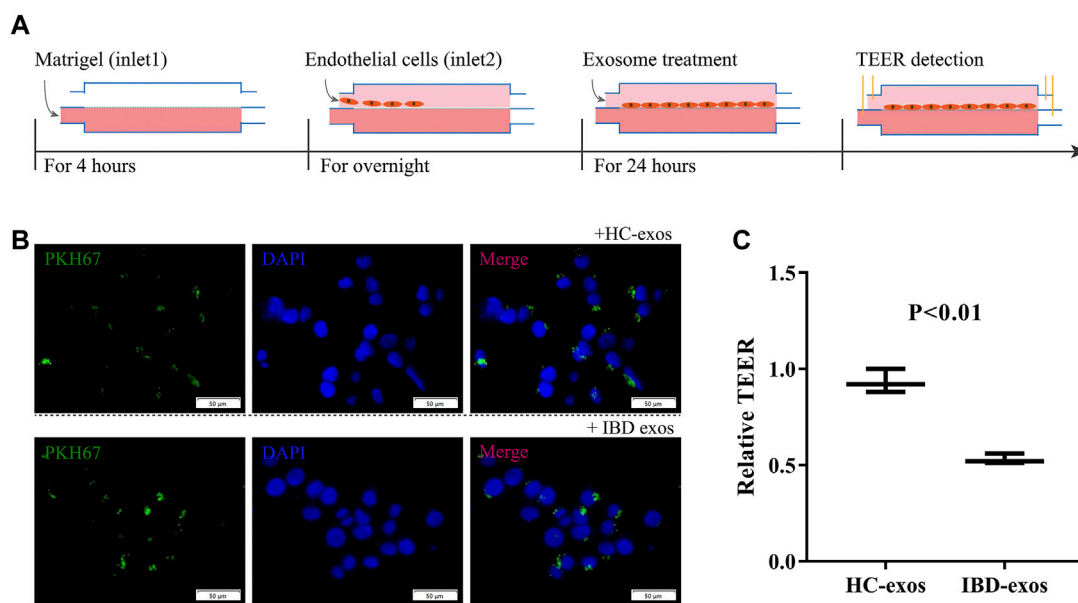 A
Matrigel (inlet1)
Endothelial cells (inlet2)
Exosome treatment
TEER detection
For 4 hours
For overnight
For 24 hours
B
+HC-exos
PKH67
DAPI
Merge
50 µm
50 µm
50 µm
+ IBD exos
PKH67
DAPI
Merge
50 µm
50 µm
50 µm
C
Relative TEER
1.5
1.0
0.5
0.0
P<0.01
HC-exos
IBD-exos